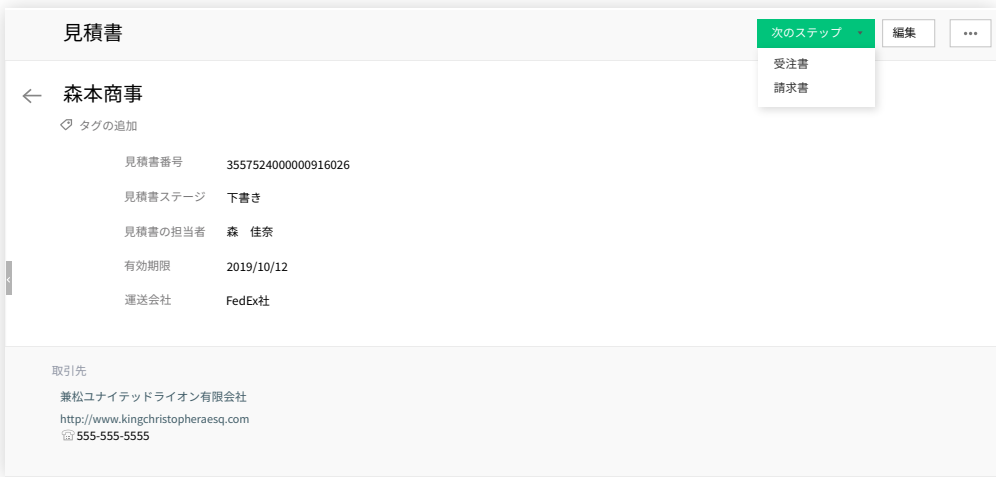 見積書
次のステップ
編集
•••
受注書
請求書
森本商事
タグの追加
見積書番号 3557524000000916026
見積書ステージ 下書き
見積書の担当者 森　佳奈
有効期限 2019/10/12
運送会社 FedEx社
取引先
兼松ユナイテッドライオン有限会社
http://www.kingchristopheraesq.com
555-555-5555